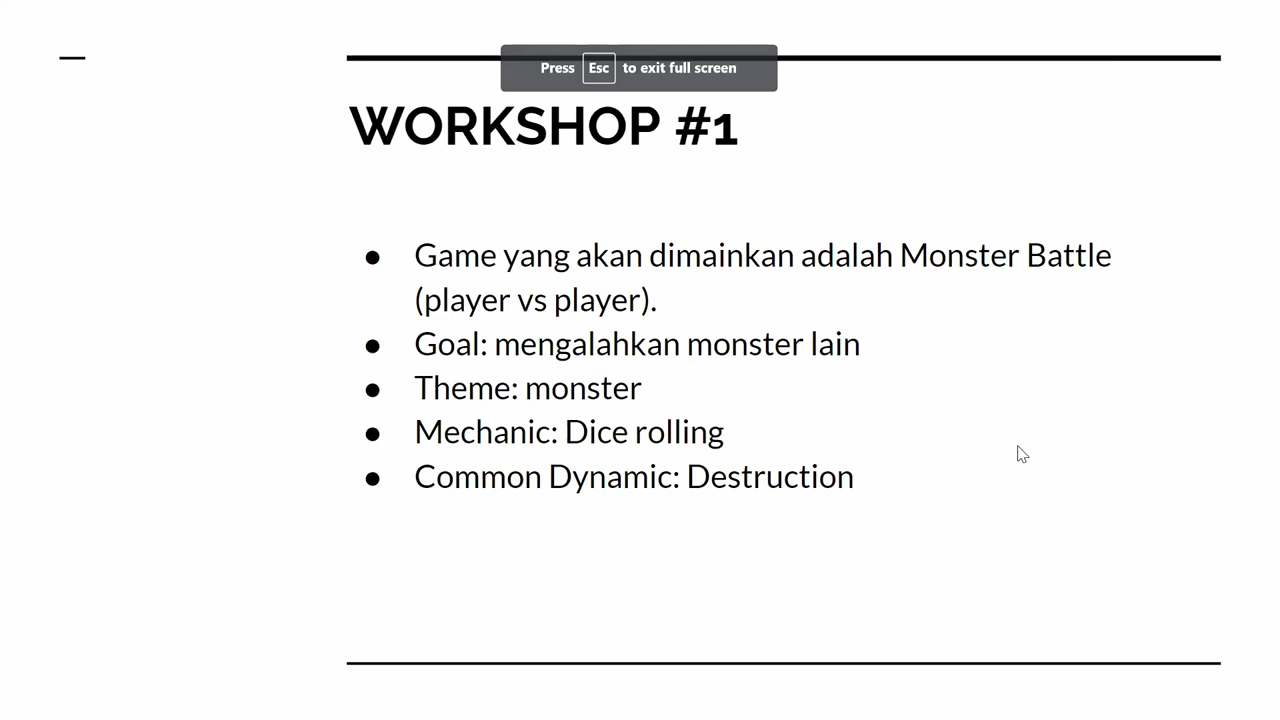 Press Esc to exit full screen
WORKSHOP #1
● Game yang akan dimainkan adalah Monster Battle
(player vs player).
● Goal: mengalahkan monster lain
● Theme: monster
● Mechanic: Dice rolling
● Common Dynamic: Destruction